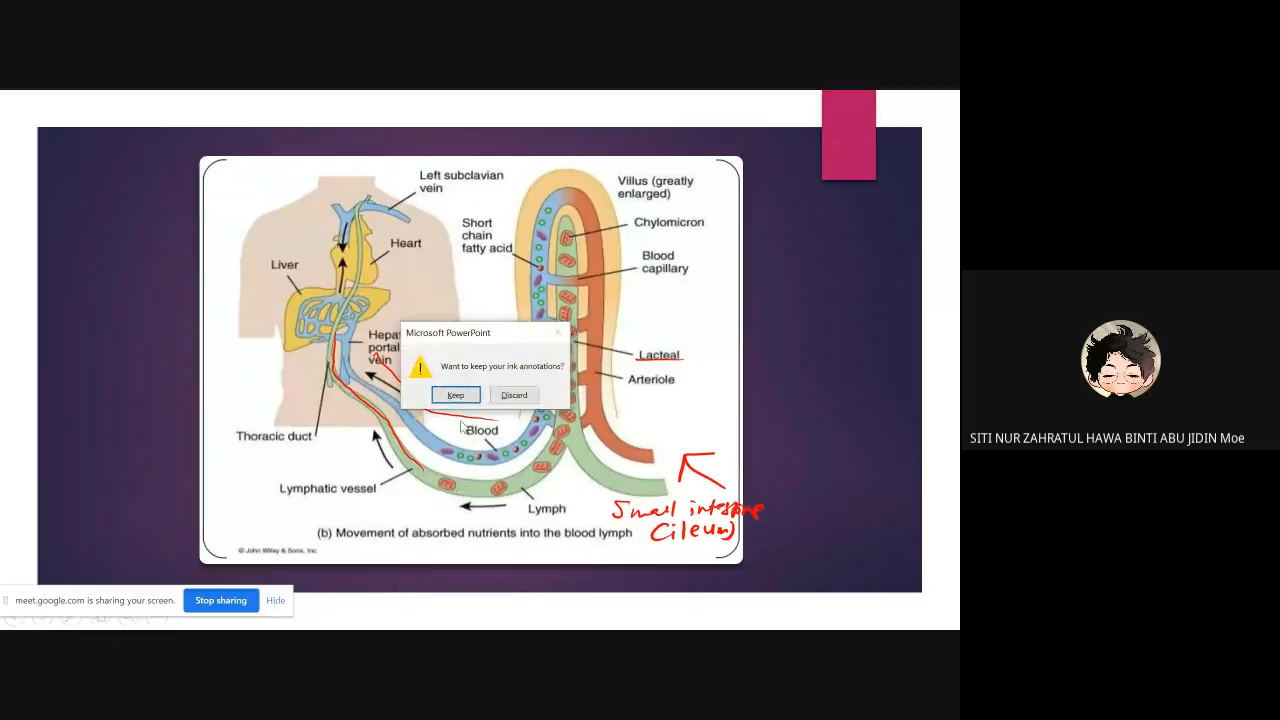 Left subclavian
vein
Villus (greatly
enlarged)
Short
chain
fatty acid
Chylomicron
Heart
Blood
capillary
Liver
Microsoft PowerPoint
portal
vein
Want to keep your ink annotations?
Keep
Discard
Lacteal
Arteriole
Blood
Thoracic duct
Lymphatic vessel
Lymph
Small intestine
(ileum)
(b) Movement of absorbed nutrients into the blood lymph
© John Wiley & Sons, Inc.
meet.google.com is sharing your screen.
Stop sharing
Hide
SITI NUR ZAHRATUL HAWA BINTI ABU JIDIN Moe